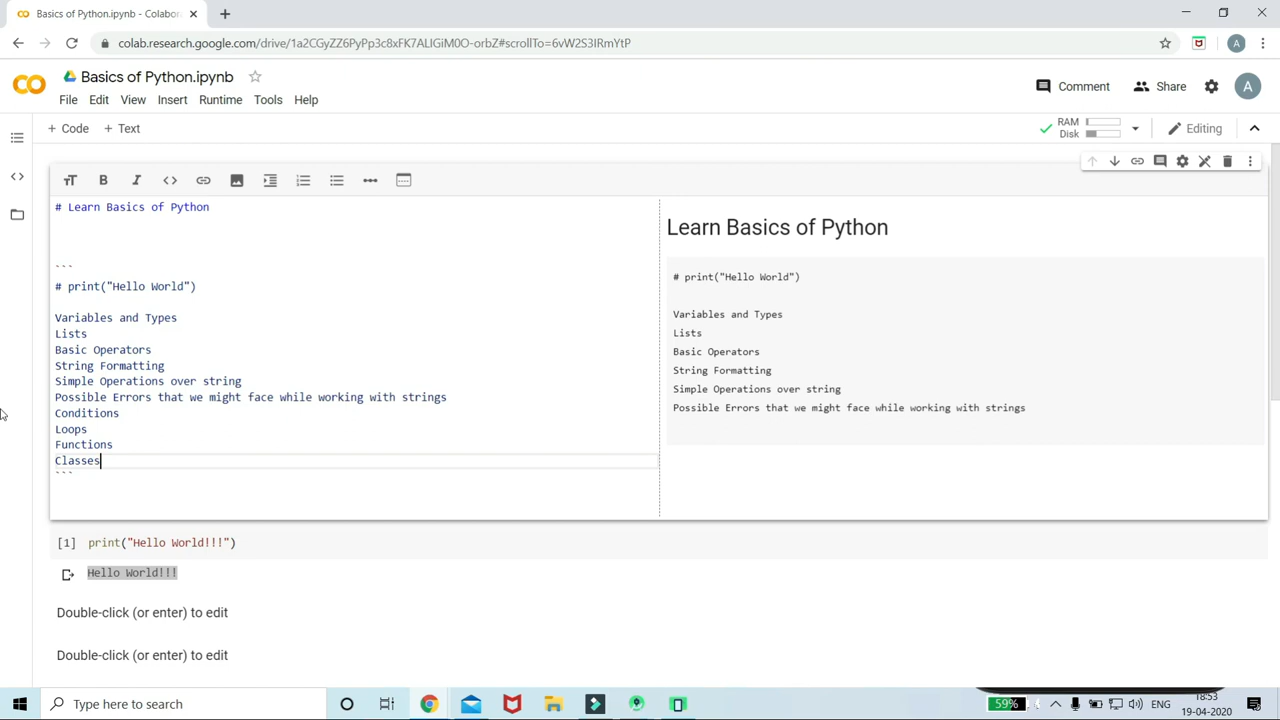 Basics of Python.ipynb - Colabor
colab.research.google.com/drive/1a2CGyZZ6PyPp3c8xFK7ALIGiM0O-orbZ#scrollTo=6vW2S3IRmYtP
A
Basics of Python.ipynb
Comment
Share
A
File Edit View Insert Runtime Tools Help
+ Code + Text
RAM
Disk
Editing
# Learn Basics of Python
```
# print("Hello World")
Variables and Types
Lists
Basic Operators
String Formatting
Simple Operations over string
Possible Errors that we might face while working with strings
Conditions
Loops
Functions
Classes
```
Learn Basics of Python
# print("Hello World")
Variables and Types
Lists
Basic Operators
String Formatting
Simple Operations over string
Possible Errors that we might face while working with strings
[1] print("Hello World!!!")
Hello World!!!
Double-click (or enter) to edit
Double-click (or enter) to edit
Type here to search
59%
ENG
18:53
19-04-2020